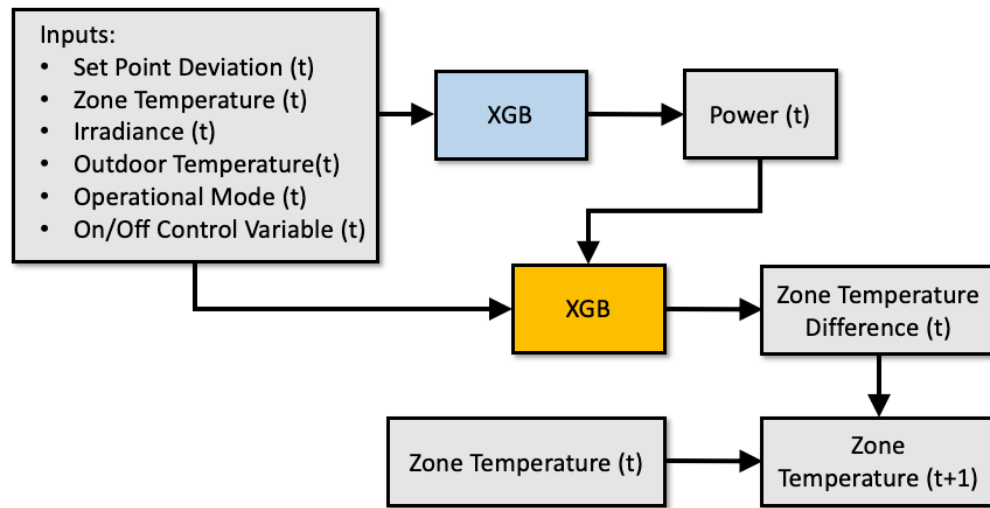 Inputs:
• Set Point Deviation (t)
• Zone Temperature (t)
• Irradiance (t)
• Outdoor Temperature(t)
• Operational Mode (t)
• On/Off Control Variable (t)
XGB
Power (t)
XGB
Zone Temperature
Difference (t)
Zone Temperature (t)
Zone
Temperature (t+1)